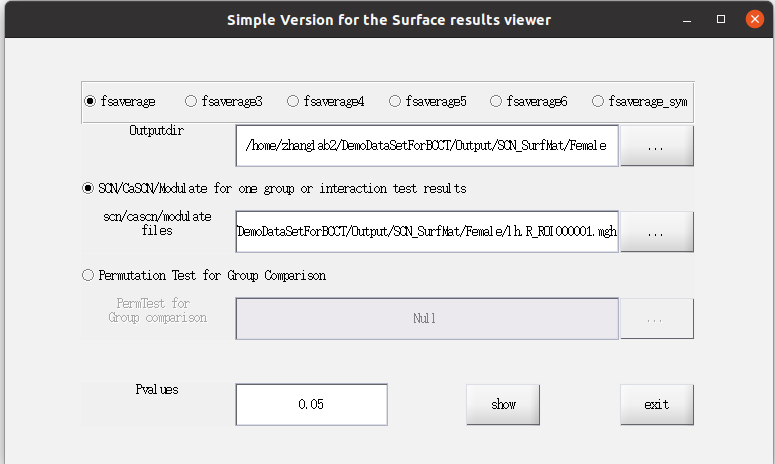 Simple Version for the Surface results viewer
fsaverage fsaverage3 fsaverage4 fsaverage5 fsaverage6 fsaverage_sym
Outputdir
/home/zhanglab2/DemoDataSetForBCCT/Output/SCN_SurfMat/Female ...
SCN/CaSCN/Modulate for one group or interaction test results
scn/cascn/modulate
files
DemoDataSetForBCCT/Output/SCN_SurfMat/Female/lh.R_ROI000001.mgh ...
Permutation Test for Group Comparison
PermTest for
Group comparison
Null ...
Pvalues
0.05 show exit